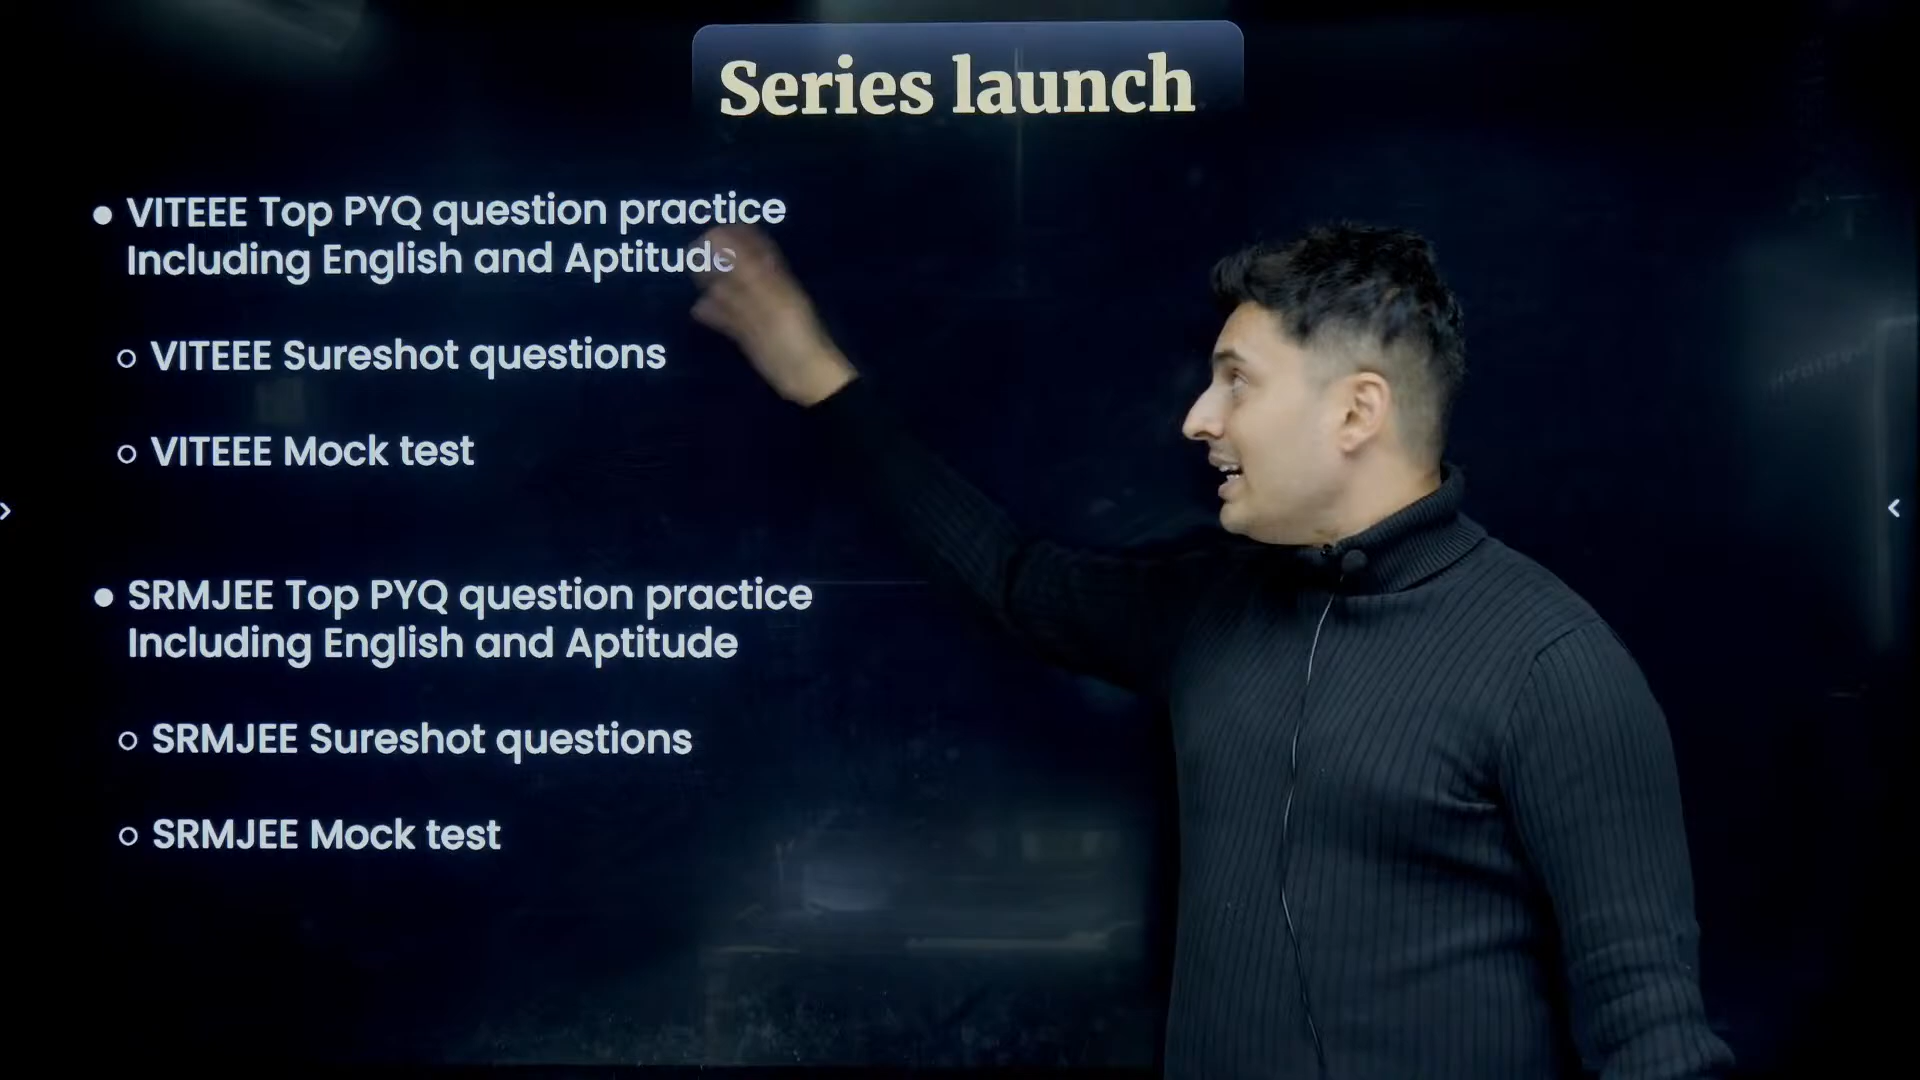 Series launch
VITEEE Top PYQ question practice
Including English and Aptitude
VITEEE Sureshot questions
VITEEE Mock test
SRMJEE Top PYQ question practice
Including English and Aptitude
SRMJEE Sureshot questions
SRMJEE Mock test